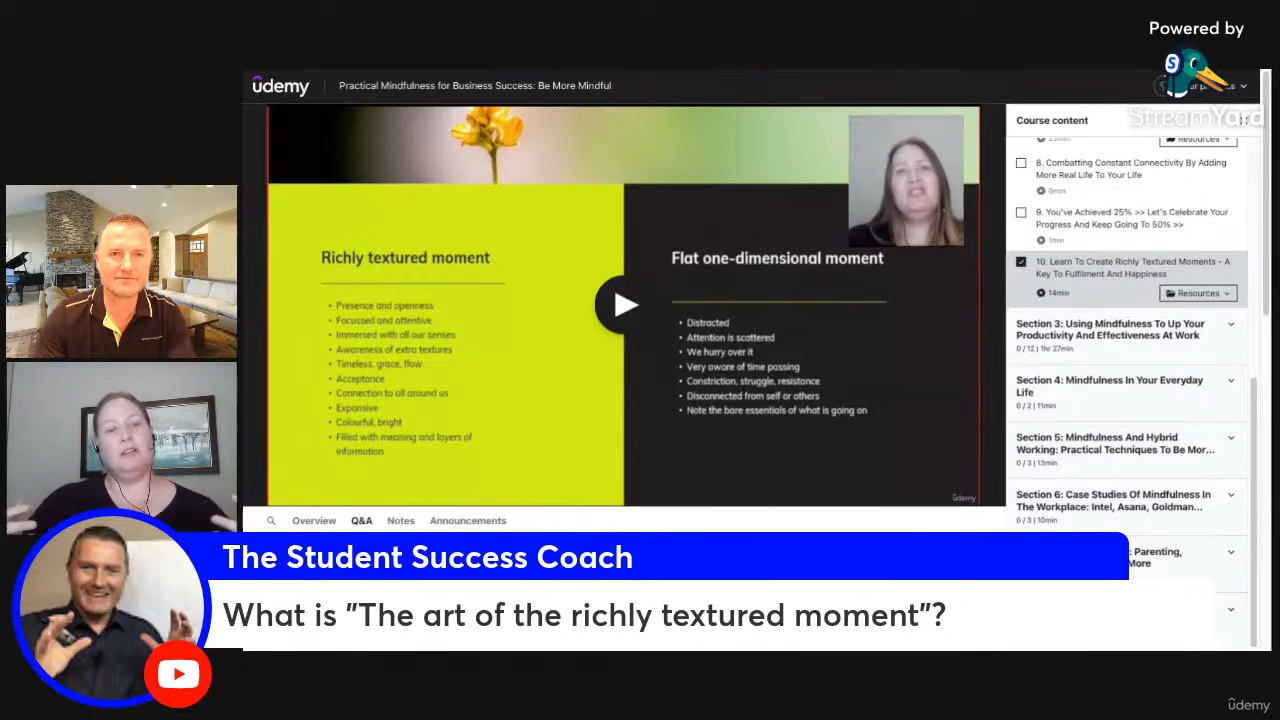 Powered by
StreamYard
udemy
Practical Mindfulness for Business Success: Be More Mindful
Richly textured moment
• Presence and openness
• Focussed and attentive
• Immersed with all our senses
• Awareness of extra textures
• Timeless, grace, flow
• Acceptance
• Connection to all around us
• Expansive
• Colourful, bright
• Filled with meaning and layers of
information
Flat one-dimensional moment
• Distracted
• Attention is scattered
• We hurry over it
• Very aware of time passing
• Constriction, struggle, resistance
• Disconnected from self or others
• Note the bare essentials of what is going on
udemy
Course content
Resources
8. Combatting Constant Connectivity By Adding
More Real Life To Your Life
6min
9. You've Achieved 25% >> Let's Celebrate Your
Progress And Keep Going To 50% >>
1min
10. Learn To Create Richly Textured Moments - A
Key To Fulfilment And Happiness
14min
Resources
Section 3: Using Mindfulness To Up Your
Productivity And Effectiveness At Work
0 / 12 | 1hr 27min
Section 4: Mindfulness In Your Everyday
Life
0 / 2 | 11min
Section 5: Mindfulness And Hybrid
Working: Practical Techniques To Be Mor...
0 / 3 | 13min
Section 6: Case Studies Of Mindfulness In
The Workplace: Intel, Asana, Goldman...
0 / 3 | 10min
: Parenting,
More
Overview Q&A Notes Announcements
The Student Success Coach
What is "The art of the richly textured moment"?
udemy